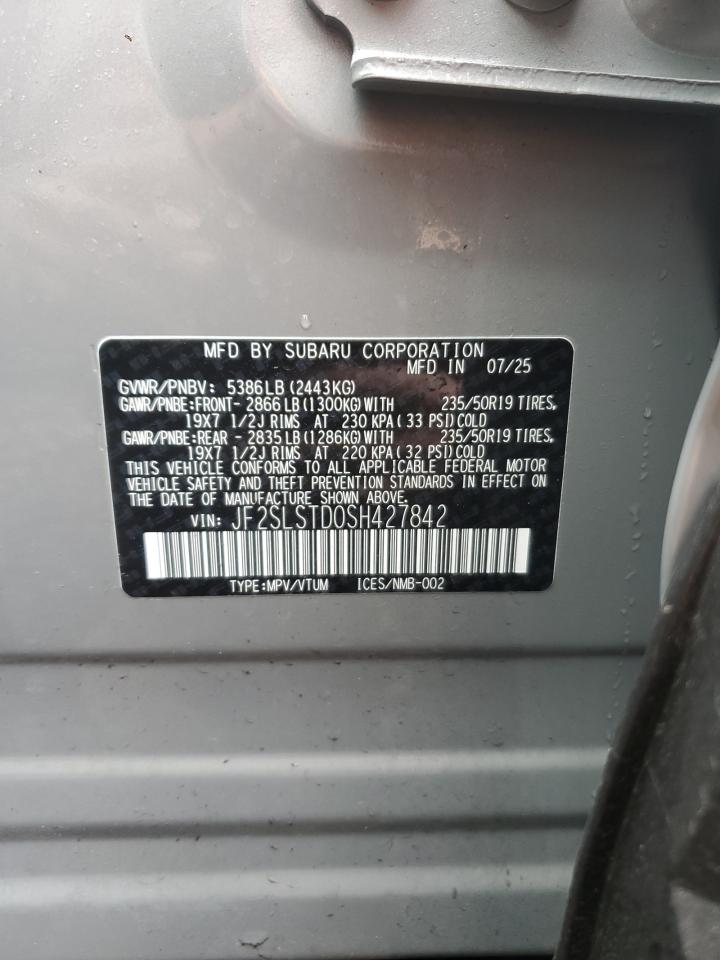 MFD BY SUBARU CORPORATION
MFD IN 07/25
GVWR/PNBV: 5386LB(2443KG)
GAWR/PNBE:FRONT- 2866LB(1300KG)WITH 235/50R19 TIRES,
19X7 1/2J RIMS AT 230 KPA(33 PSI)COLD
GAWR/PNBE:REAR - 2835LB(1286KG)WITH 235/50R19 TIRES,
19X7 1/2J RIMS AT 220 KPA(32 PSI)COLD
THIS VEHICLE CONFORMS TO ALL APPLICABLE FEDERAL MOTOR
VEHICLE SAFETY AND THEFT PREVENTION STANDARDS IN EFFECT ON
THE DATE OF MANUFACTURE SHOWN ABOVE.
VIN: JF2SLSTD0SH427842
TYPE:MPV/VTUM ICES/NMB-002